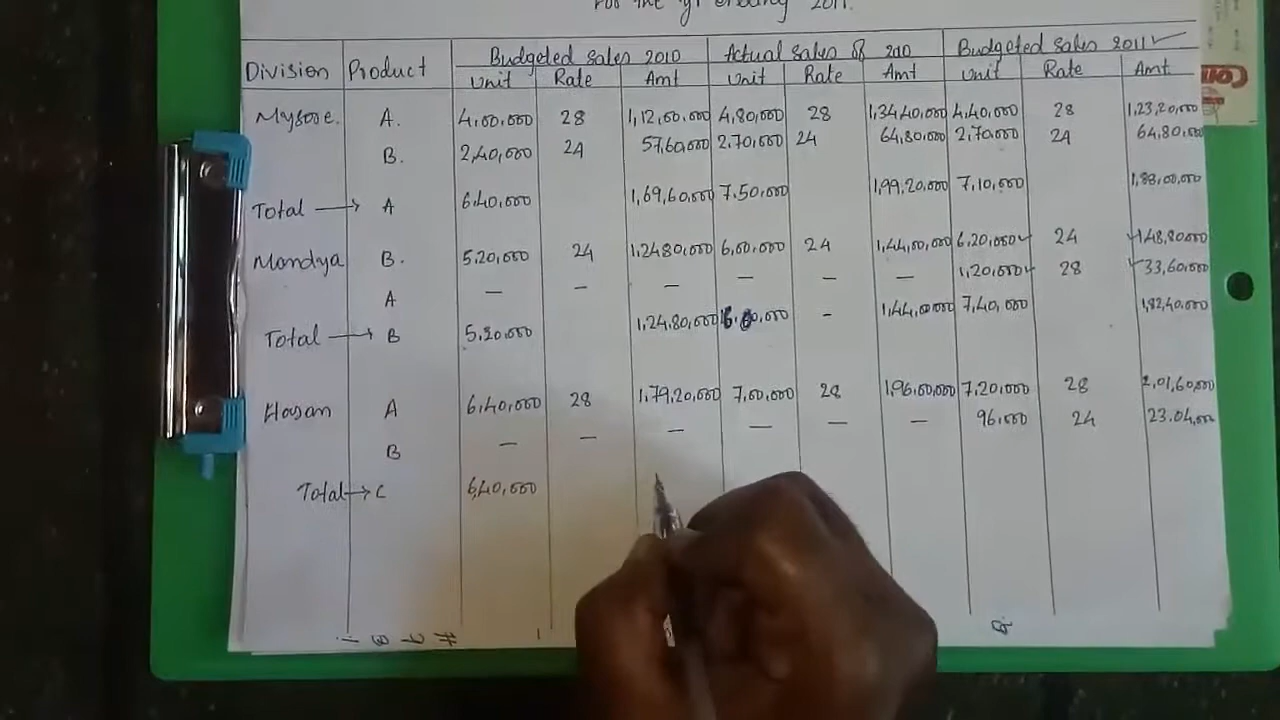 For the yr ending 2011.
Budgeted Sales 2010 Actual Sales of 200 Budgeted Sales 2011 ✓
Division Product Unit Rate Amt Unit Rate Amt Unit Rate Amt
Mysore. A. 4,00,000 28 1,12,00,000 4,80,000 28 1,34,40,000 4,40,000 28 1,23,20,000
B. 2,40,000 24 57,60,000 2,70,000 24 64,80,000 2,70,000 24 64,80,000
Total → A 6,40,000 1,69,60,000 7,50,000 1,99,20,000 7,10,000 1,88,00,000
Mandya B. 5,20,000 24 1,24,80,000 6,00,000 24 1,44,00,000 6,20,000 24 1,48,80,000
A — — — — — — 1,20,000 28 33,60,000
Total → B 5,20,000 1,24,80,000 6,00,000 - 1,44,00,000 7,40,000 1,82,40,000
Hassan A 6,40,000 28 1,79,20,000 7,00,000 28 1,96,00,000 7,20,000 28 2,01,60,000
B — — — — — — 96,000 24 23,04,000
Total → C 6,40,000